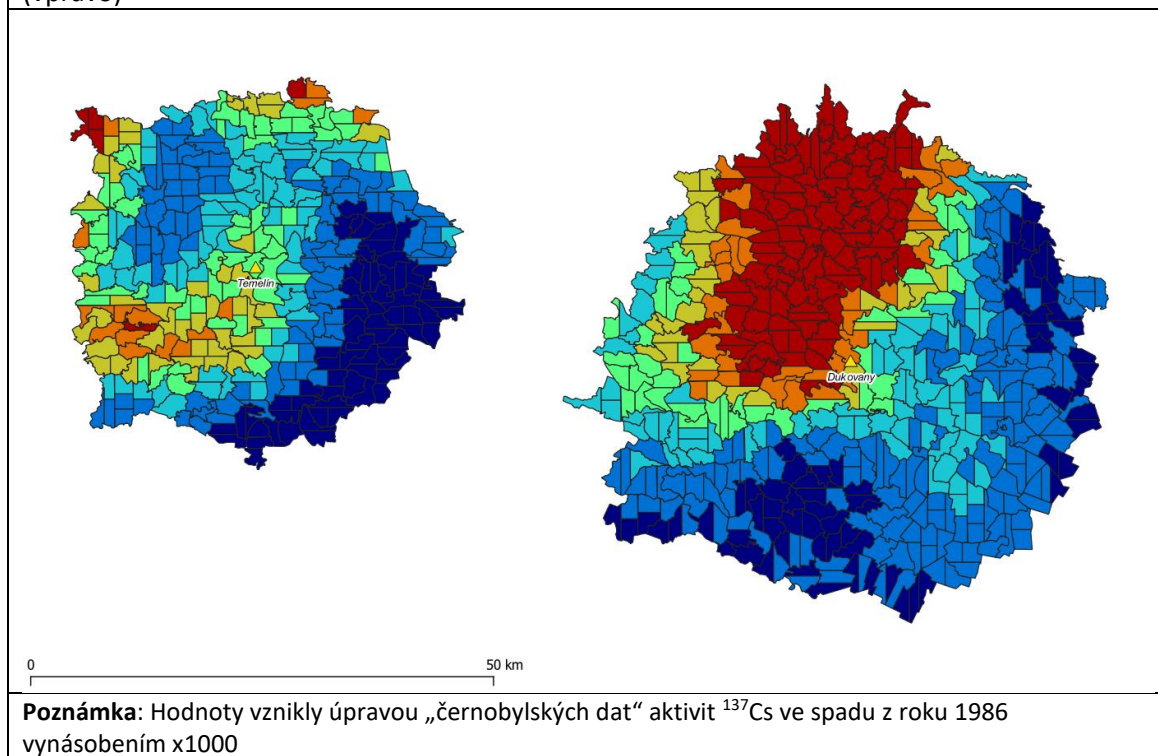 (vpravo)
Temelín
Dukovany
0
50 km
Poznámka: Hodnoty vznikly úpravou „černobylských dat“ aktivit ¹³⁷Cs ve spadu z roku 1986
vynásobením x1000